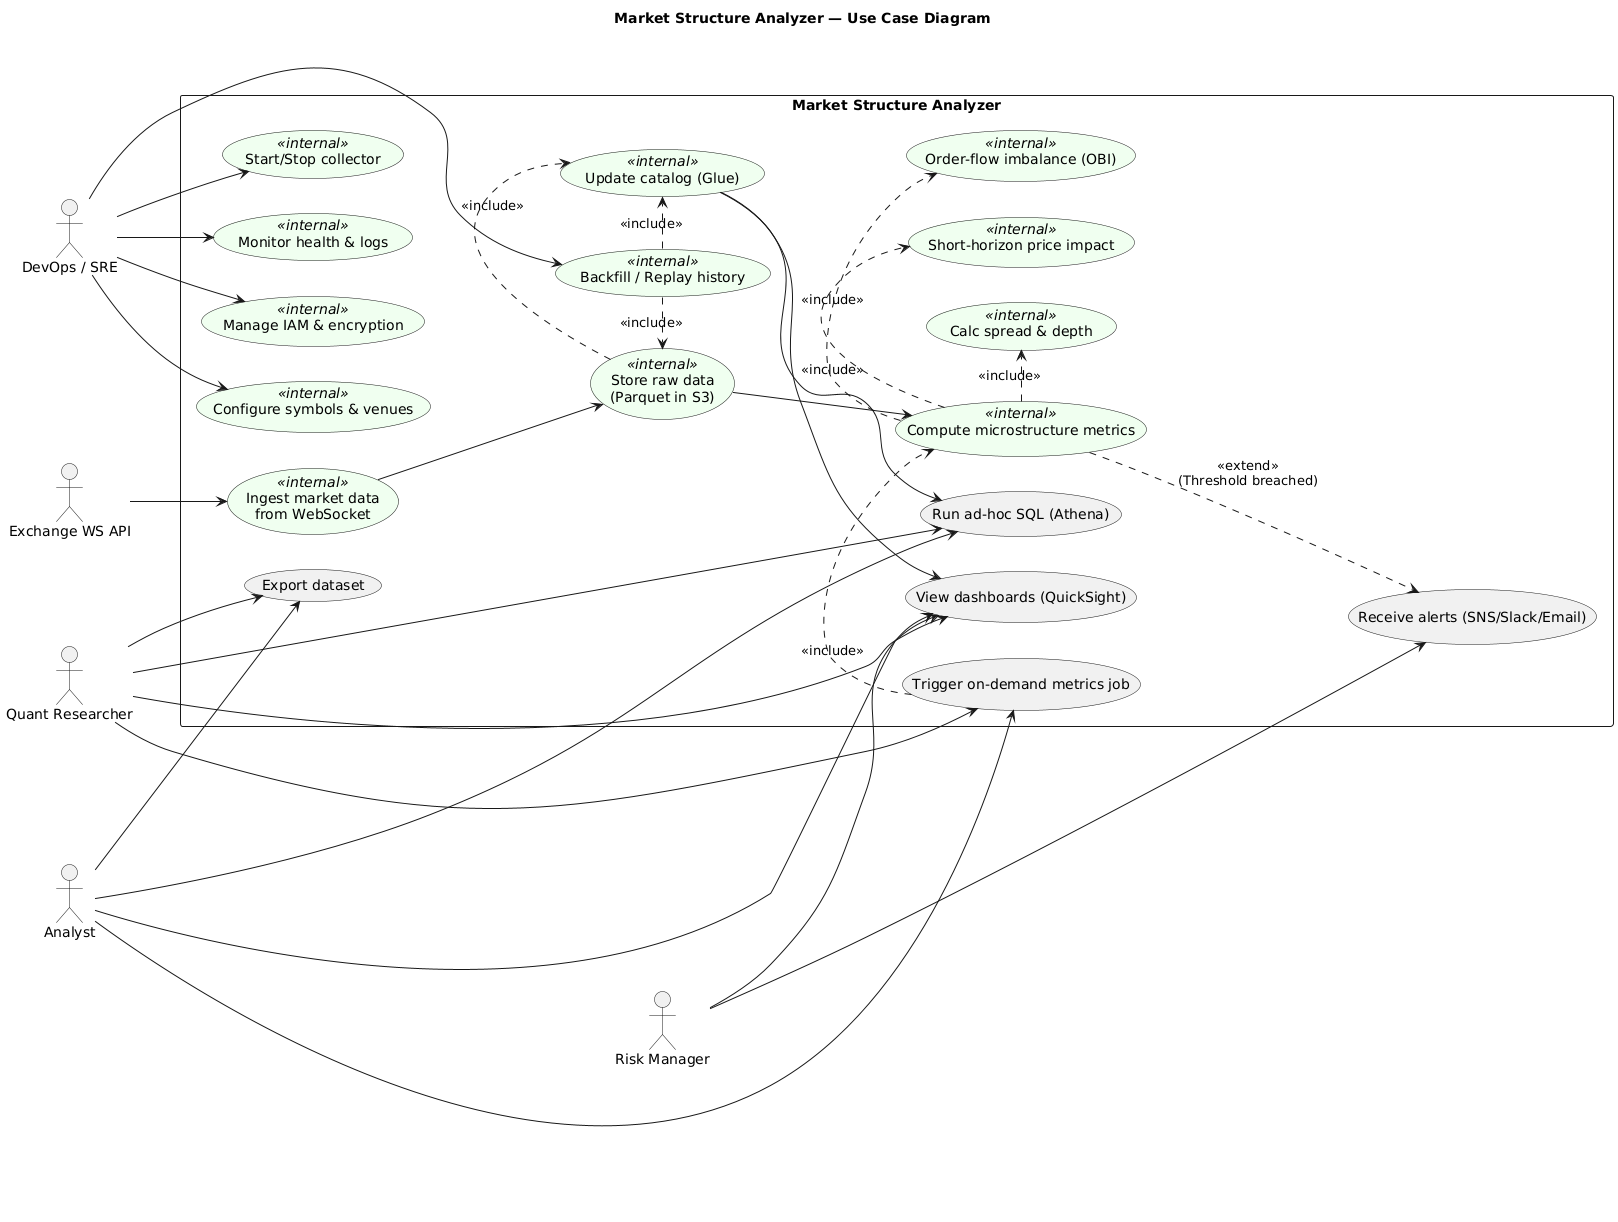 Market Structure Analyzer — Use Case Diagram
Market Structure Analyzer
«internal»
Start/Stop collector
«internal»
Monitor health & logs
«internal»
Manage IAM & encryption
«internal»
Configure symbols & venues
«internal»
Ingest market data
from WebSocket
Export dataset
DevOps / SRE
Exchange WS API
Quant Researcher
Analyst
Risk Manager
«internal»
Update catalog (Glue)
«include»
«include»
«internal»
Backfill / Replay history
«include»
«internal»
Store raw data
(Parquet in S3)
«internal»
Order-flow imbalance (OBI)
«internal»
Short-horizon price impact
«include»
«internal»
Calc spread & depth
«include»
«include»
«internal»
Compute microstructure metrics
«extend»
(Threshold breached)
Run ad-hoc SQL (Athena)
View dashboards (QuickSight)
Receive alerts (SNS/Slack/Email)
«include»
Trigger on-demand metrics job